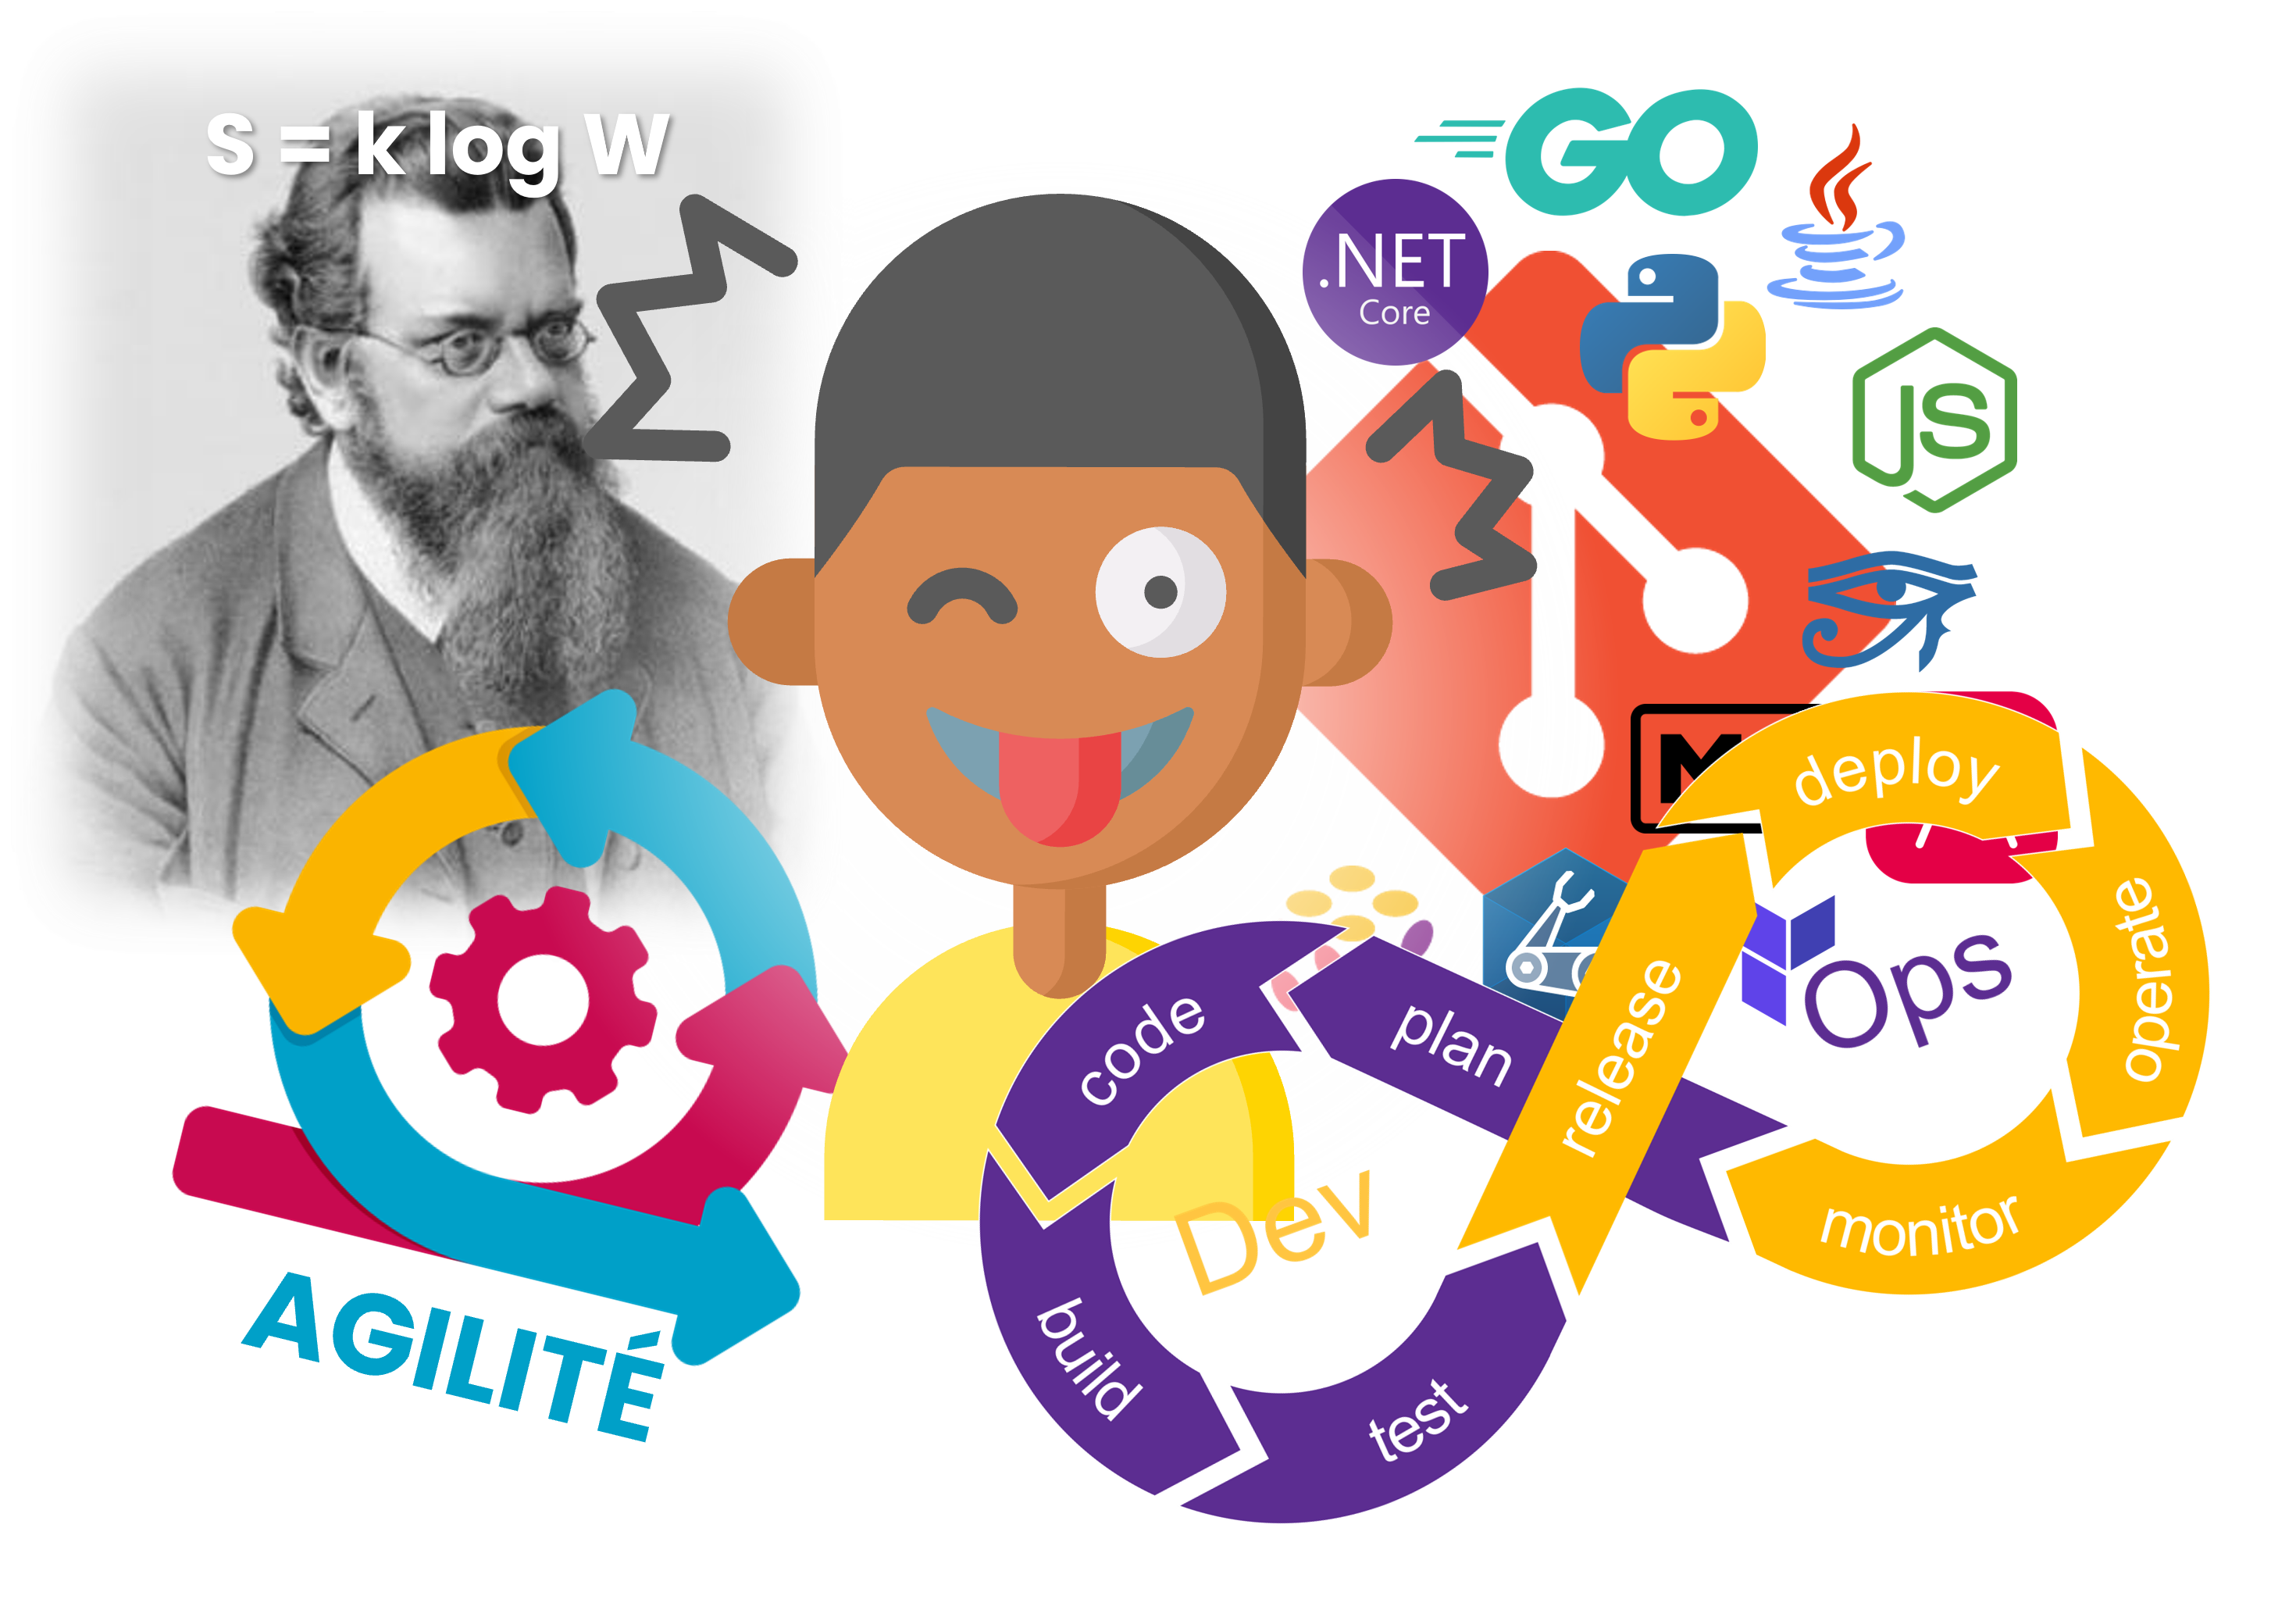 S = k log W
GO
.NET
Core
JS
M
deploy
operate
Ops
release
plan
code
monitor
Dev
build
test
AGILITÉ